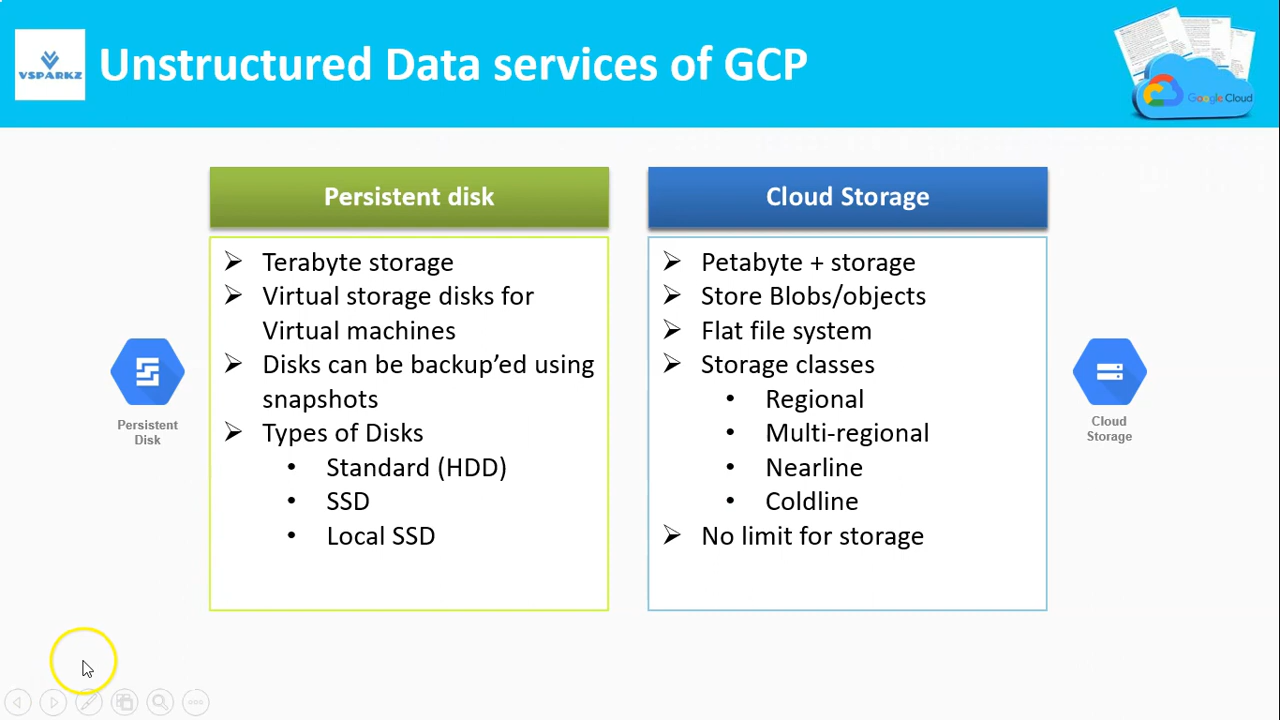 VSPARKZ
Unstructured Data services of GCP
Google Cloud
Persistent disk
Terabyte storage
Virtual storage disks for
Virtual machines
Disks can be backup’ed using
snapshots
Types of Disks
Standard (HDD)
SSD
Local SSD
Persistent
Disk
Cloud Storage
Petabyte + storage
Store Blobs/objects
Flat file system
Storage classes
Regional
Multi-regional
Nearline
Coldline
No limit for storage
Cloud
Storage